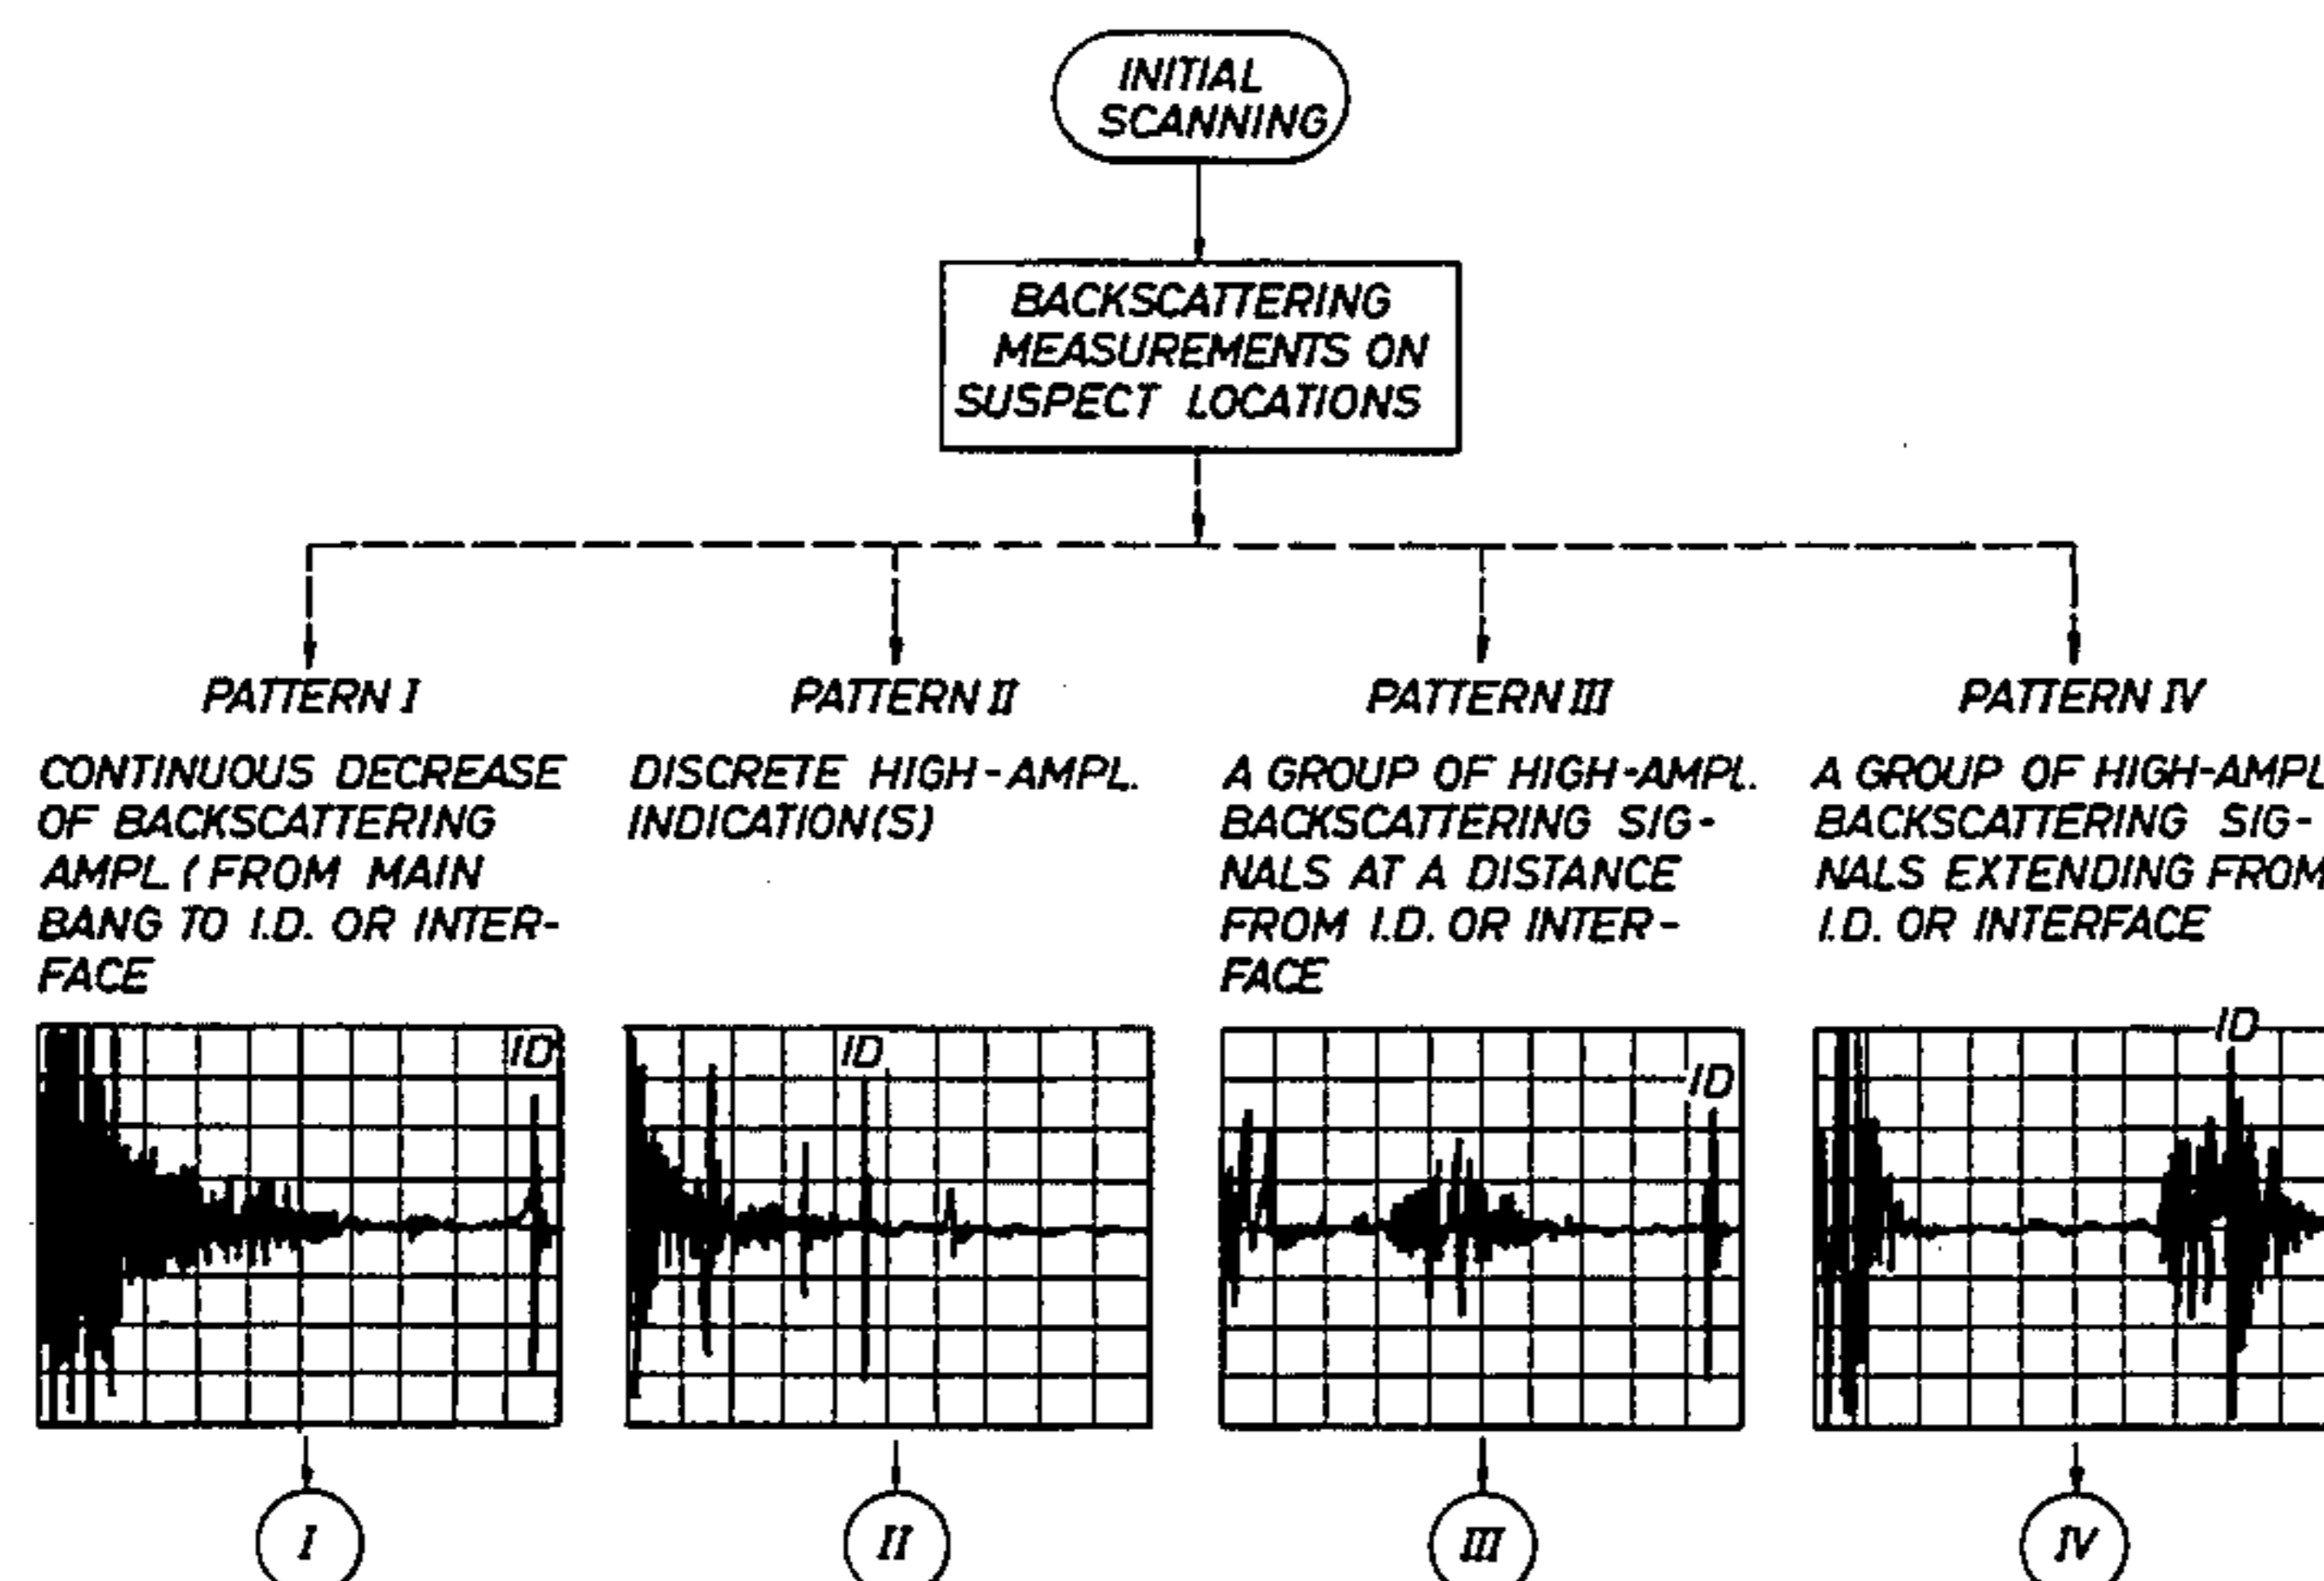 INITIAL
SCANNING
BACKSCATTERING
MEASUREMENTS ON
SUSPECT LOCATIONS
PATTERN I
CONTINUOUS DECREASE
OF BACKSCATTERING
AMPL. (FROM MAIN
BANG TO I.D. OR INTER-
FACE
ID
I
PATTERN II
DISCRETE HIGH-AMPL.
INDICATION(S)
ID
II
PATTERN III
A GROUP OF HIGH-AMPL.
BACKSCATTERING SIG-
NALS AT A DISTANCE
FROM I.D. OR INTER-
FACE
ID
III
PATTERN IV
A GROUP OF HIGH-AMPL
BACKSCATTERING SIG-
NALS EXTENDING FROM
I.D. OR INTERFACE
ID
IV